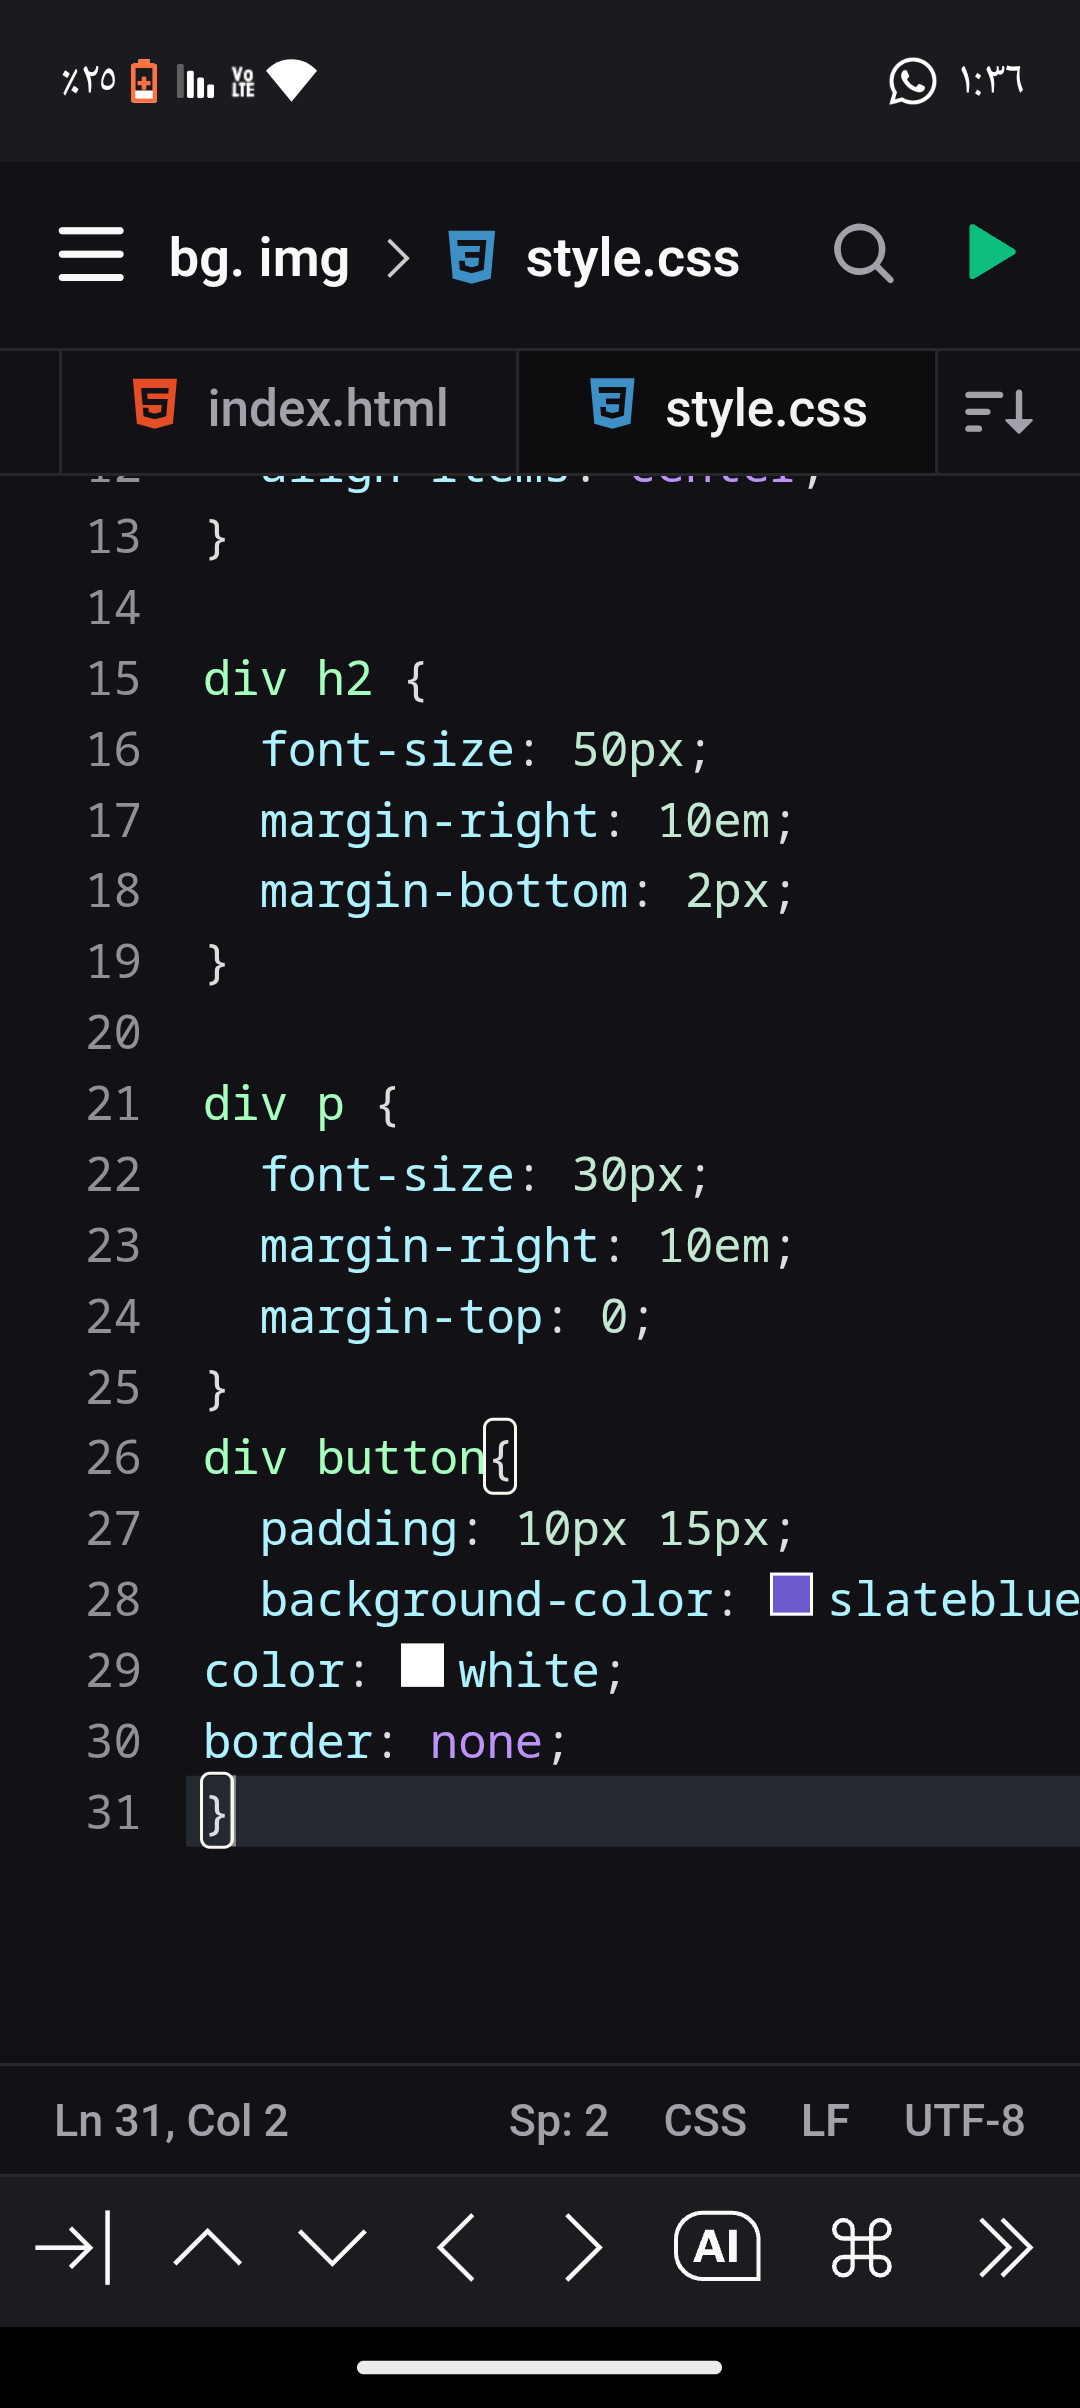 ٪٢٥ Vo LTE ١:٣٦
bg. img > style.css
index.html style.css
12 align-items: center;
13 }
14
15 div h2 {
16 font-size: 50px;
17 margin-right: 10em;
18 margin-bottom: 2px;
19 }
20
21 div p {
22 font-size: 30px;
23 margin-right: 10em;
24 margin-top: 0;
25 }
26 div button{
27 padding: 10px 15px;
28 background-color: slateblue
29 color: white;
30 border: none;
31 }
Ln 31, Col 2 Sp: 2 CSS LF UTF-8
AI